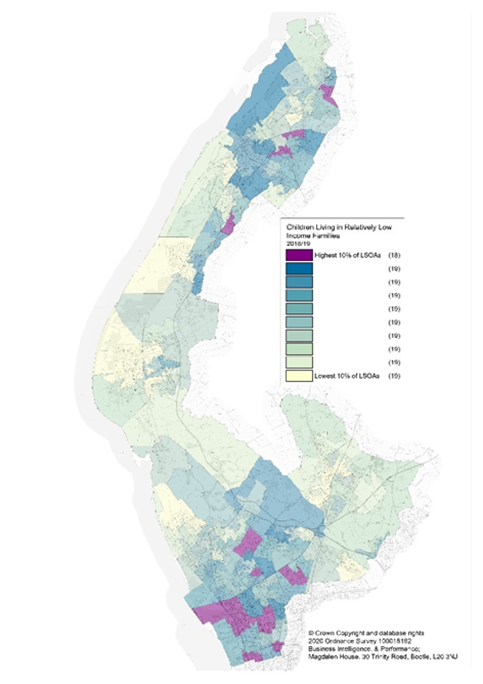 Children Living in Relatively Low
Income Families
2018/19
Highest 10% of LSOAs (18)
(19)
(19)
(19)
(19)
(19)
(19)
(19)
(19)
Lowest 10% of LSOAs (19)
© Crown Copyright and database rights
2020 Ordnance Survey 100018192
Business Intelligence, & Performance;
Magdalen House, 30 Trinity Road, Bootle, L20 3NJ